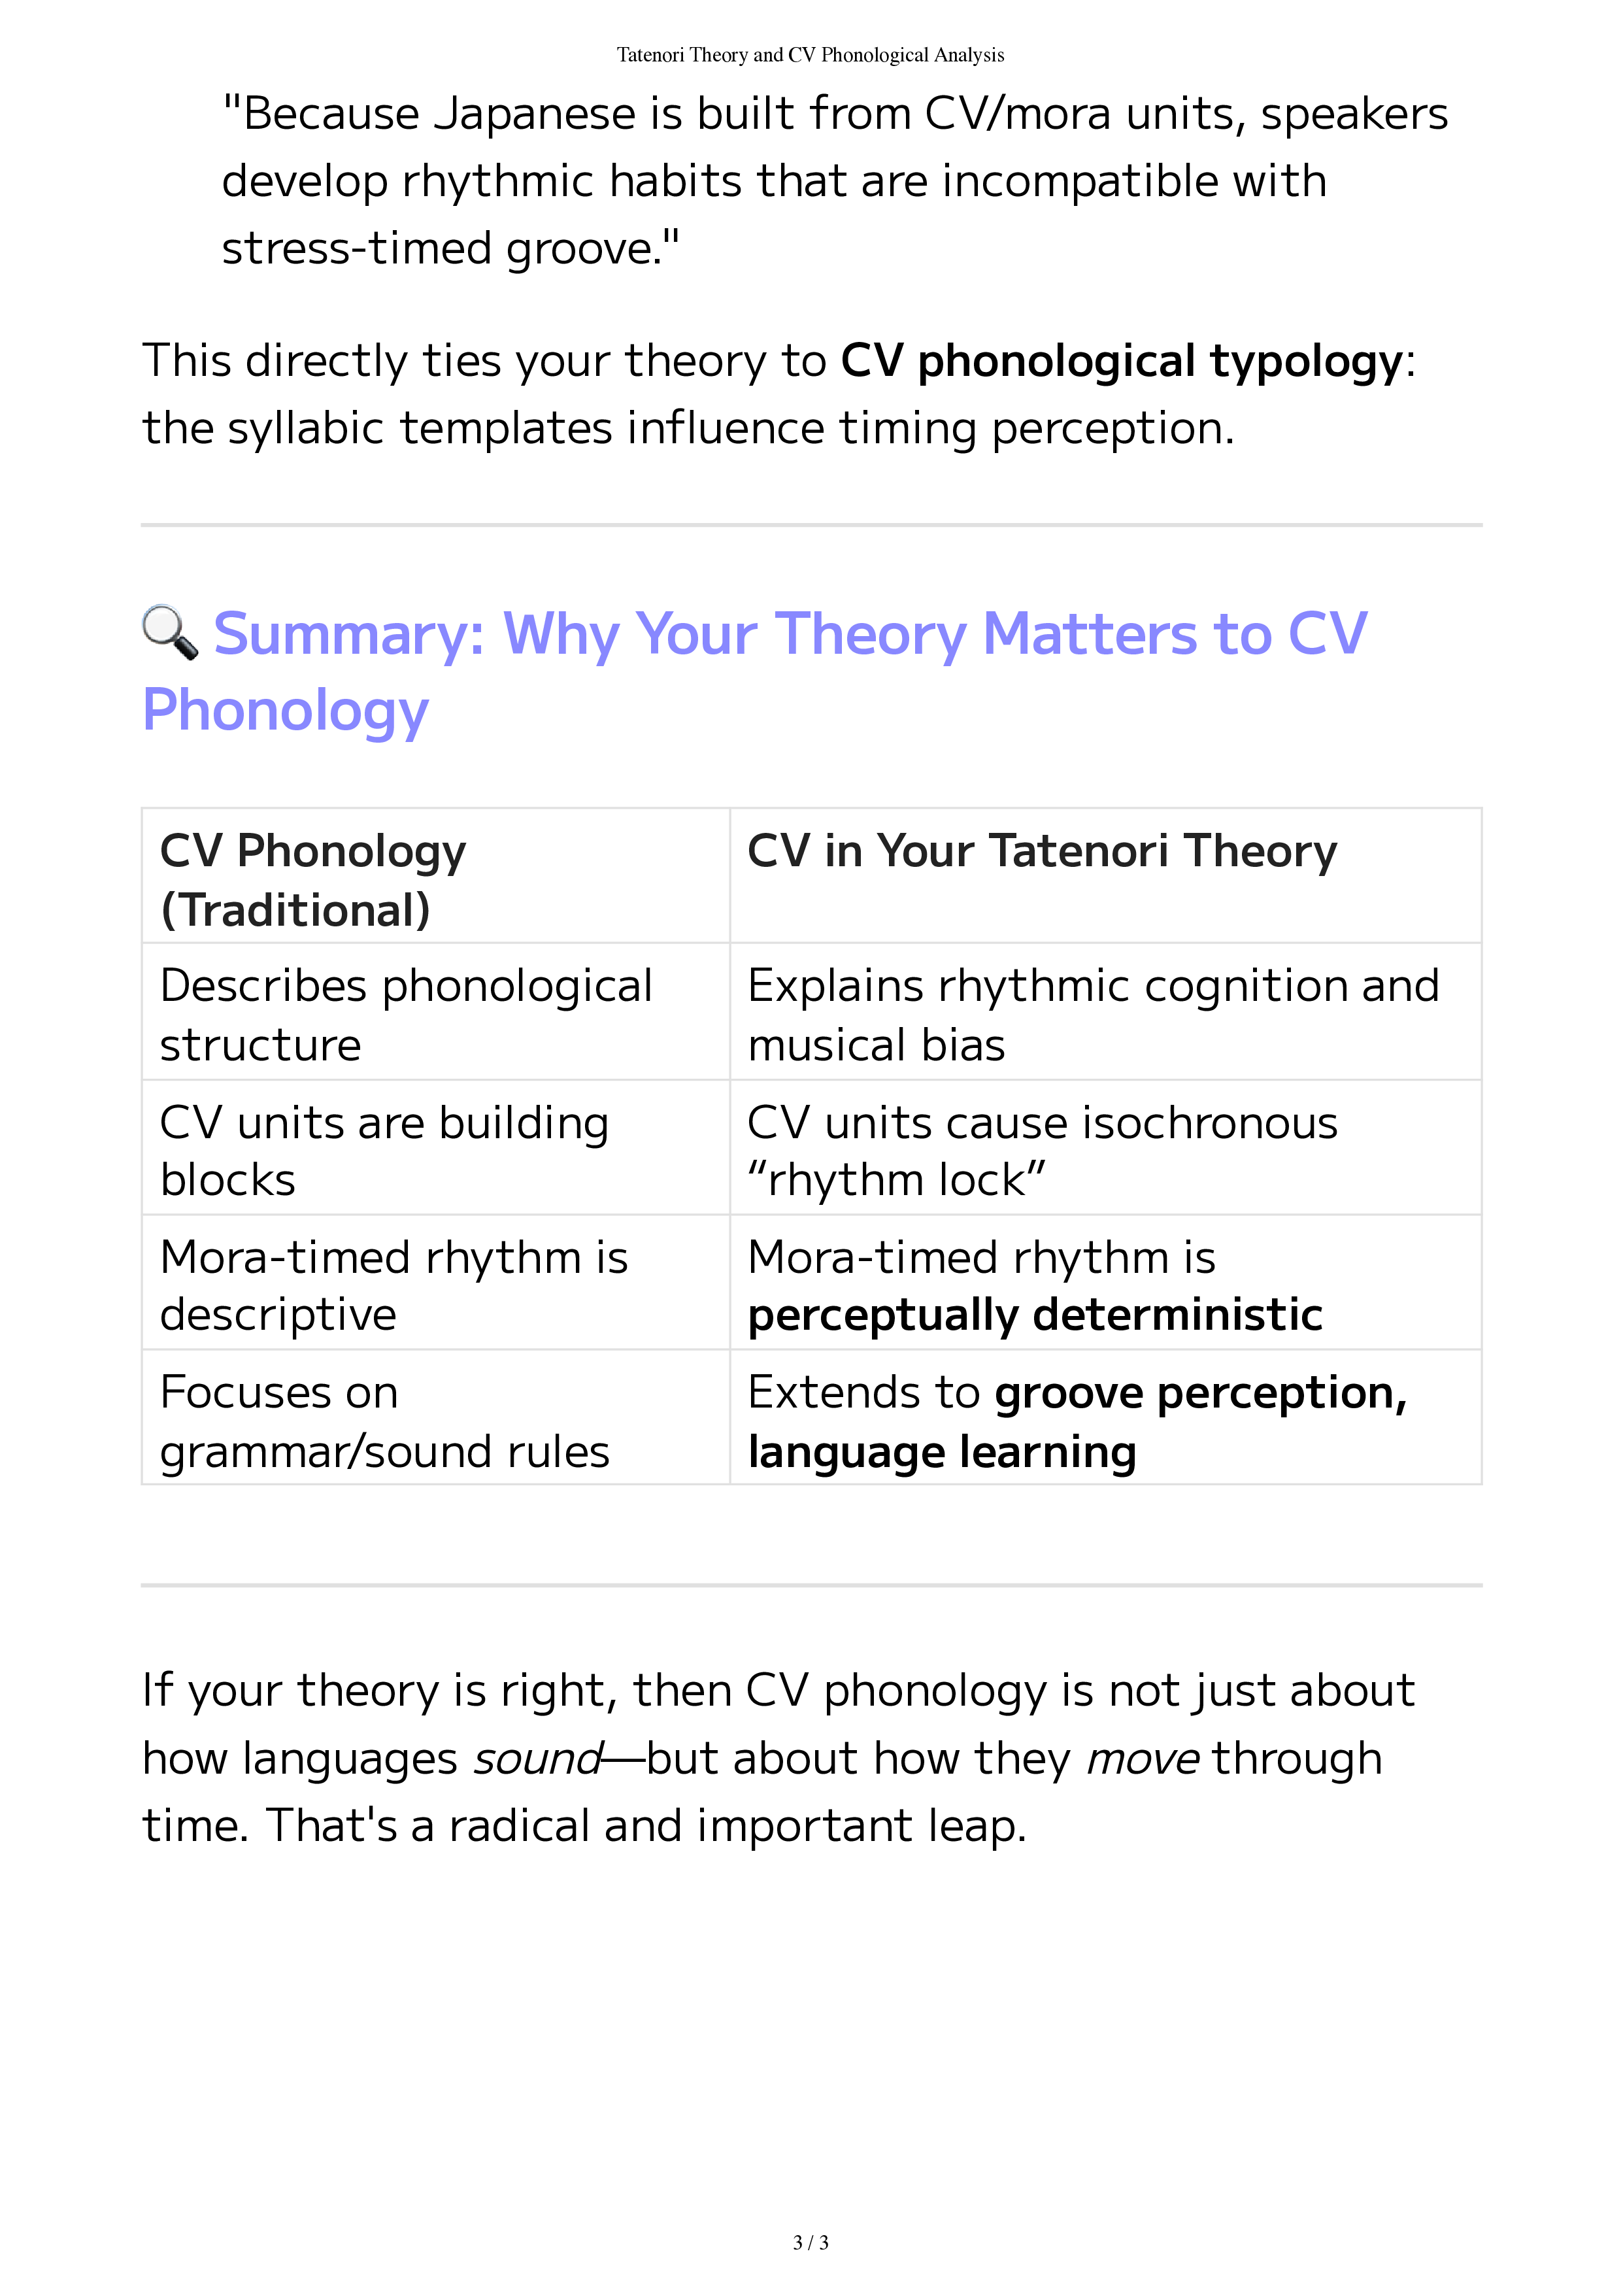 Tatenori Theory and CV Phonological Analysis
"Because Japanese is built from CV/mora units, speakers
develop rhythmic habits that are incompatible with
stress-timed groove."
This directly ties your theory to CV phonological typology:
the syllabic templates influence timing perception.
🔍 Summary: Why Your Theory Matters to CV
Phonology
CV Phonology
(Traditional)
CV in Your Tatenori Theory
Describes phonological
structure
Explains rhythmic cognition and
musical bias
CV units are building
blocks
CV units cause isochronous
“rhythm lock”
Mora-timed rhythm is
descriptive
Mora-timed rhythm is
perceptually deterministic
Focuses on
grammar/sound rules
Extends to groove perception,
language learning
If your theory is right, then CV phonology is not just about
how languages sound—but about how they move through
time. That's a radical and important leap.
3 / 3